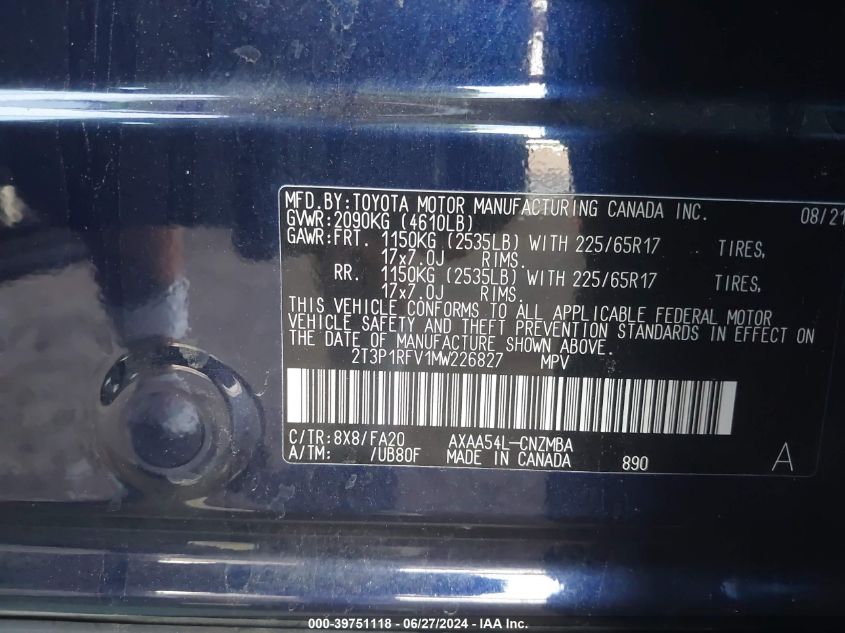 MFD.BY:TOYOTA MOTOR MANUFACTURING CANADA INC. 08/21
GVWR:2090KG (4610LB)
GAWR:FRT. 1150KG (2535LB) WITH 225/65R17 TIRES,
17x7.0J RIMS.
RR. 1150KG (2535LB) WITH 225/65R17 TIRES,
17x7.0J RIMS.
THIS VEHICLE CONFORMS TO ALL APPLICABLE FEDERAL MOTOR
VEHICLE SAFETY AND THEFT PREVENTION STANDARDS IN EFFECT ON
THE DATE OF MANUFACTURE SHOWN ABOVE.
2T3P1RFV1MW226827 MPV
C/TR:8X8/FA20 AXAA54L-CNZMBA
A/TM: /UB80F MADE IN CANADA 890 A
000-39751118 - 06/27/2024 - IAA Inc.